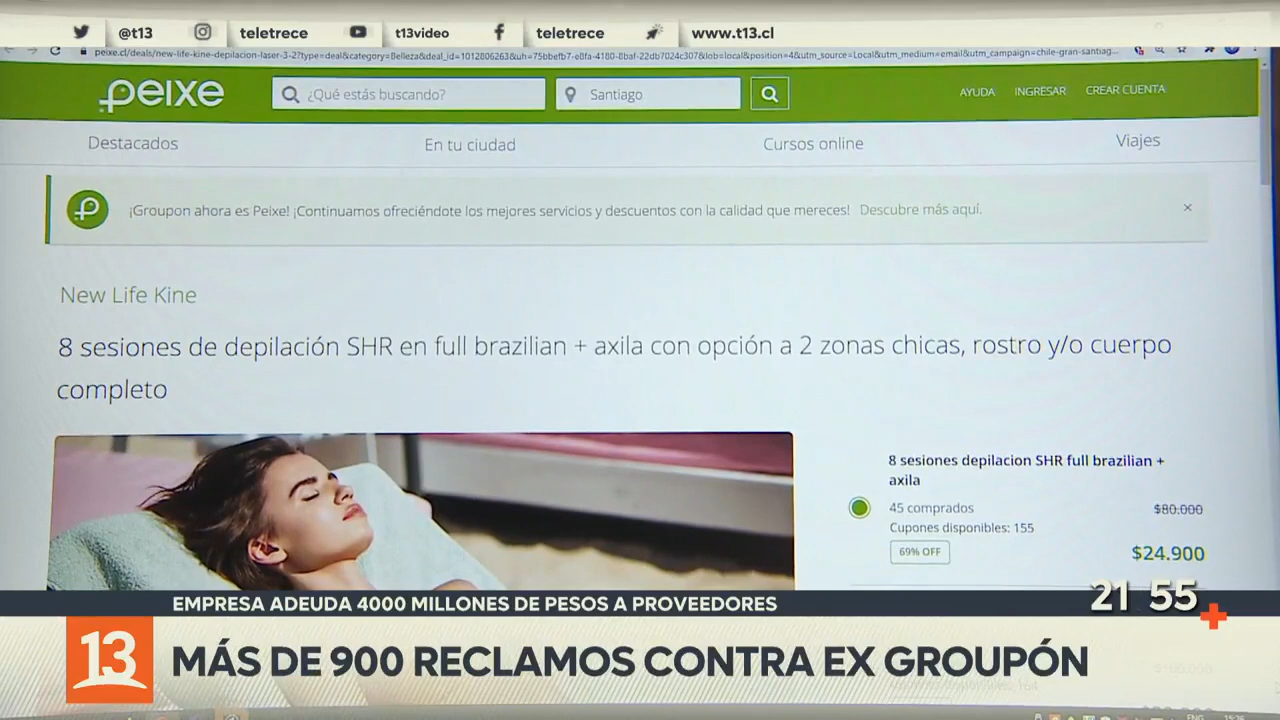 @t13
teletrece
t13video
teletrece
www.t13.cl
peixe
¿Qué estás buscando?
Santiago
AYUDA
INGRESAR
CREAR CUENTA
Destacados
En tu ciudad
Cursos online
Viajes
¡Groupon ahora es Peixe! ¡Continuamos ofreciéndote los mejores servicios y descuentos con la calidad que mereces! Descubre más aquí.
New Life Kine
8 sesiones de depilación SHR en full brazilian + axila con opción a 2 zonas chicas, rostro y/o cuerpo
completo
8 sesiones depilacion SHR full brazilian +
axila
45 comprados
$80.000
Cupones disponibles: 155
69% OFF
$24.900
EMPRESA ADEUDA 4000 MILLONES DE PESOS A PROVEEDORES
21 55
13
MÁS DE 900 RECLAMOS CONTRA EX GROUPÓN